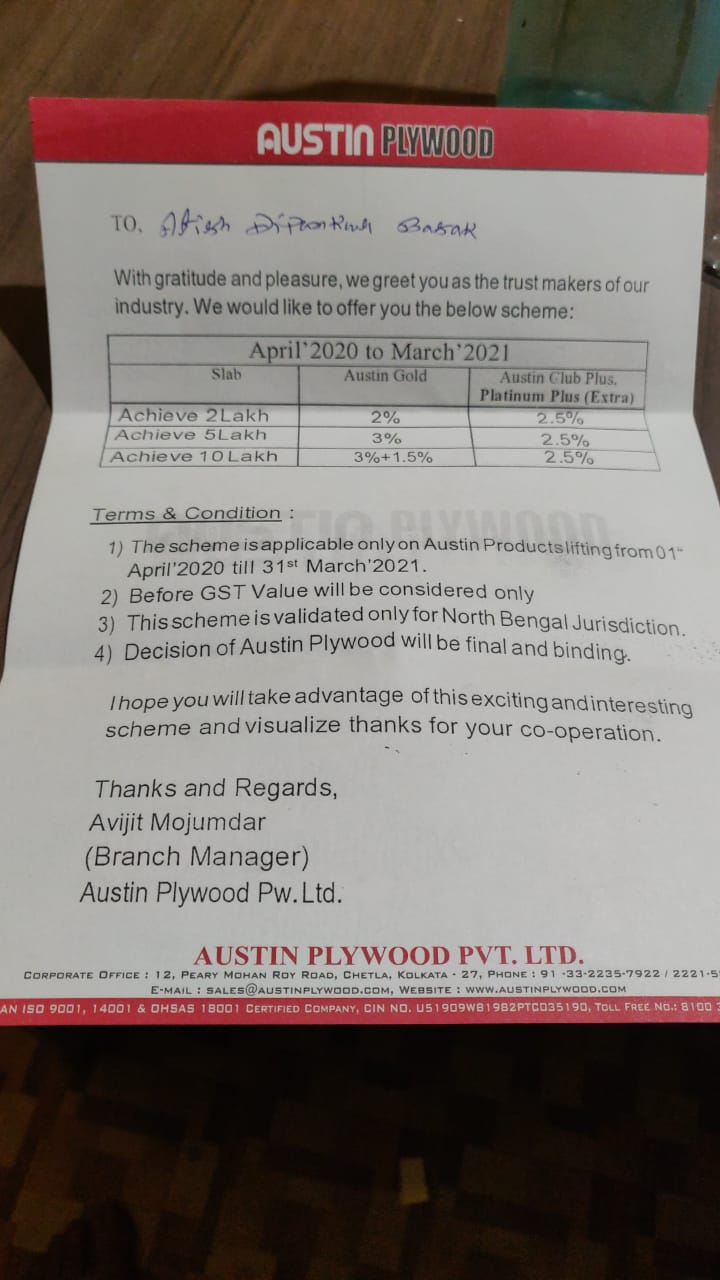 AUSTIN PLYWOOD
TO, Atish Dipankar Basak
With gratitude and pleasure, we greet you as the trust makers of our
industry. We would like to offer you the below scheme:
April'2020 to March'2021
Slab Austin Gold Austin Club Plus, Platinum Plus (Extra)
Achieve 2Lakh 2% 2.5%
Achieve 5Lakh 3% 2.5%
Achieve 10Lakh 3%+1.5% 2.5%
Terms & Condition :
1) The scheme is applicable only on Austin Products lifting from 01st
April'2020 till 31st March'2021.
2) Before GST Value will be considered only
3) This scheme is validated only for North Bengal Jurisdiction.
4) Decision of Austin Plywood will be final and binding.
I hope you will take advantage of this exciting and interesting
scheme and visualize thanks for your co-operation.
Thanks and Regards,
Avijit Mojumdar
(Branch Manager)
Austin Plywood Pw. Ltd.
AUSTIN PLYWOOD PVT. LTD.
CORPORATE OFFICE : 12, PEARY MOHAN ROY ROAD, CHETLA, KOLKATA - 27, PHONE : 91 -33-2235-7922 / 2221-5
E-MAIL : SALES@AUSTINPLYWOOD.COM, WEBSITE : WWW.AUSTINPLYWOOD.COM
AN ISO 9001, 14001 & OHSAS 18001 CERTIFIED COMPANY, CIN NO. U51909WB1982PTC035190, TOLL FREE NO.: 8100